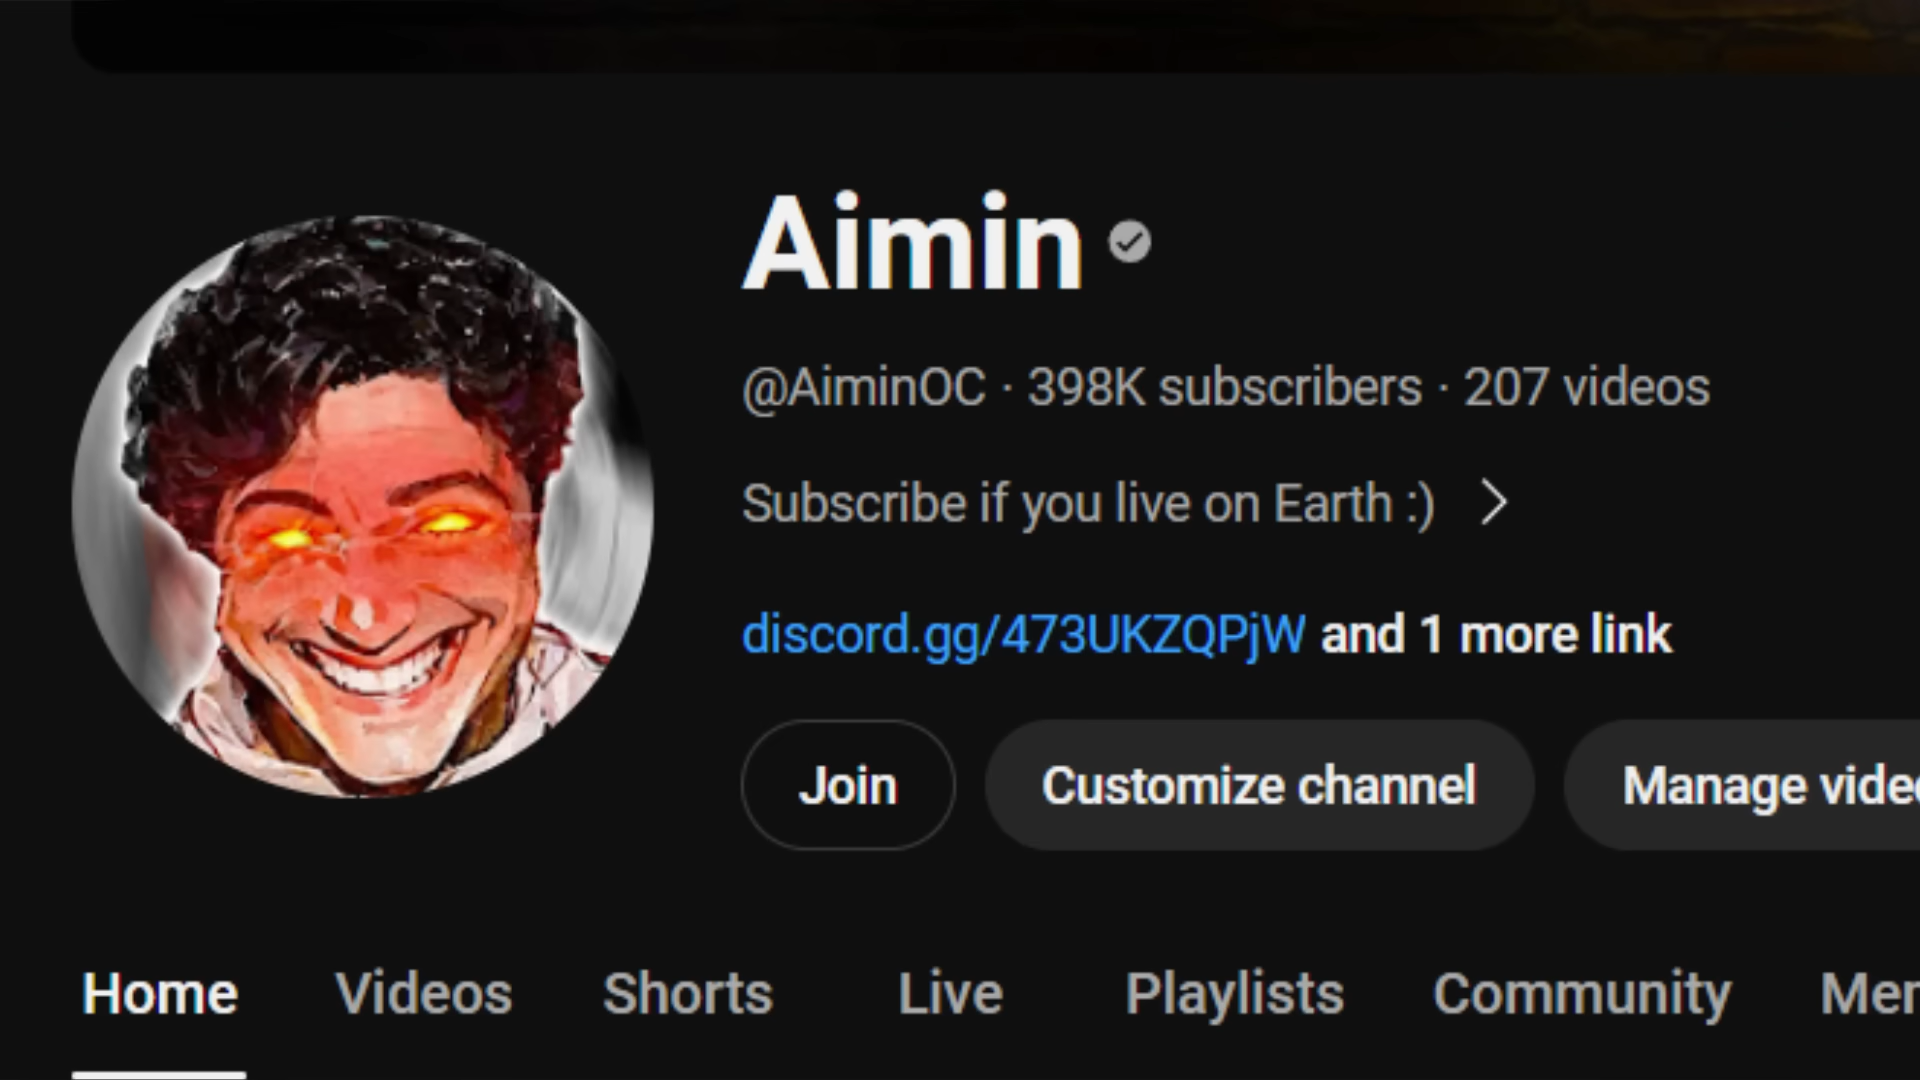 Aimin
@AiminOC · 398K subscribers · 207 videos
Subscribe if you live on Earth :)
discord.gg/473UKZQPjW and 1 more link
Join Customize channel Manage
Home Videos Shorts Live Playlists Community